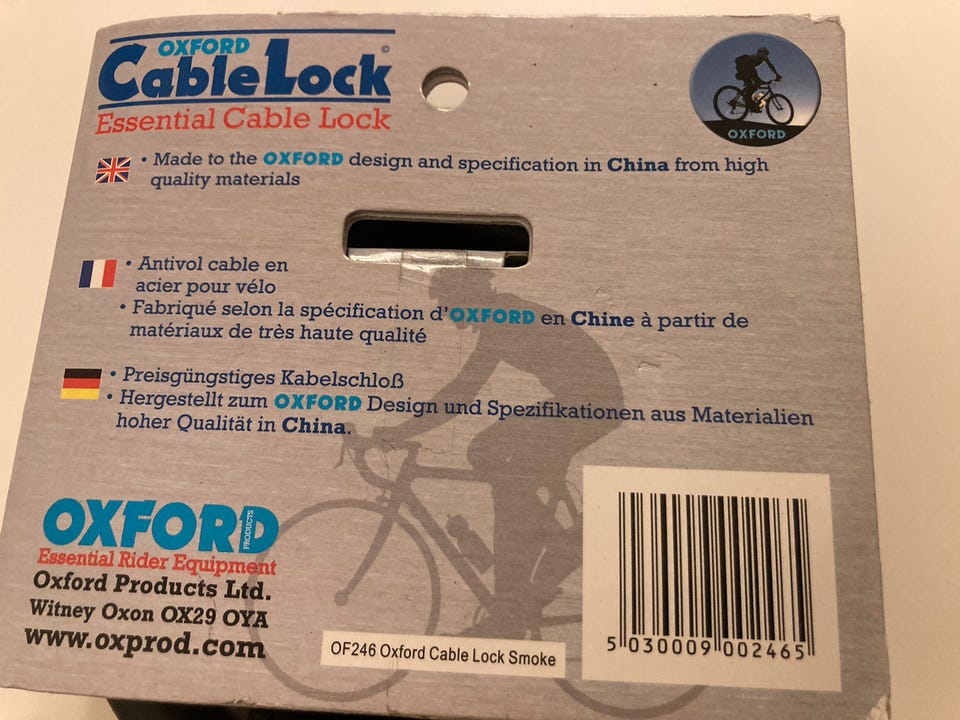 OXFORD
CableLock©
Essential Cable Lock
OXFORD
• Made to the OXFORD design and specification in China from high
quality materials
• Antivol cable en
acier pour vélo
• Fabriqué selon la spécification d'OXFORD en Chine à partir de
matériaux de très haute qualité
• Preisgüngstiges Kabelschloß
• Hergestellt zum OXFORD Design und Spezifikationen aus Materialien
hoher Qualität in China.
OXFORD PRODUCTS
Essential Rider Equipment
Oxford Products Ltd.
Witney Oxon OX29 OYA
www.oxprod.com
OF246 Oxford Cable Lock Smoke
5 030009 002465